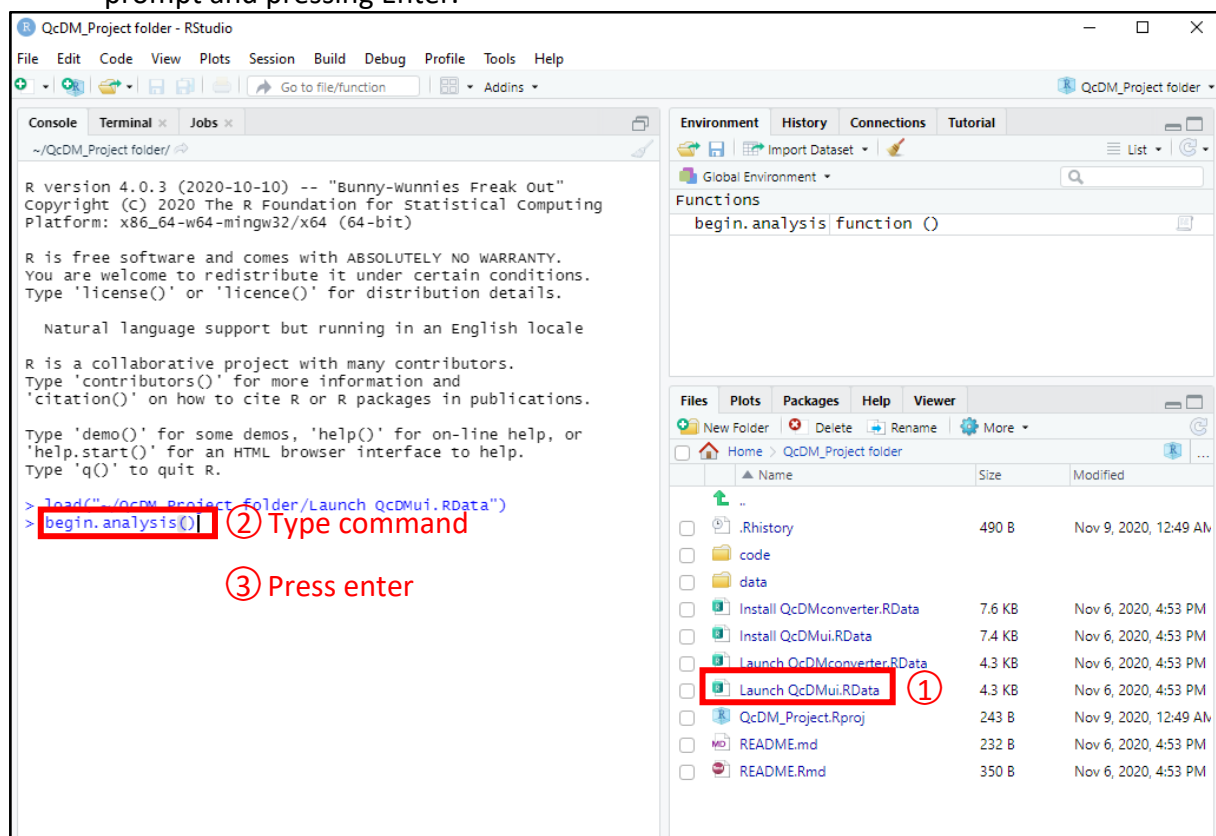 prompt and pressing Enter.
QcDM_Project folder - RStudio
File Edit Code View Plots Session Build Debug Profile Tools Help
Go to file/function Addins
QcDM_Project folder
Console Terminal Jobs
~/QcDM_Project folder/
R version 4.0.3 (2020-10-10) -- "Bunny-Wunnies Freak Out"
Copyright (C) 2020 The R Foundation for Statistical Computing
Platform: x86_64-w64-mingw32/x64 (64-bit)
R is free software and comes with ABSOLUTELY NO WARRANTY.
You are welcome to redistribute it under certain conditions.
Type 'license()' or 'licence()' for distribution details.
Natural language support but running in an English locale
R is a collaborative project with many contributors.
Type 'contributors()' for more information and
'citation()' on how to cite R or R packages in publications.
Type 'demo()' for some demos, 'help()' for on-line help, or
'help.start()' for an HTML browser interface to help.
Type 'q()' to quit R.
> load("~/QcDM_Project folder/Launch QcDMui.RData")
> begin.analysis()
② Type command
③ Press enter
Environment History Connections Tutorial
Import Dataset List
Global Environment
Functions
begin.analysis function ()
Files Plots Packages Help Viewer
New Folder Delete Rename More
Home > QcDM_Project folder ...
Name Size Modified
..
.Rhistory 490 B Nov 9, 2020, 12:49 AM
code
data
Install QcDMconverter.RData 7.6 KB Nov 6, 2020, 4:53 PM
Install QcDMui.RData 7.4 KB Nov 6, 2020, 4:53 PM
Launch QcDMconverter.RData 4.3 KB Nov 6, 2020, 4:53 PM
Launch QcDMui.RData ① 4.3 KB Nov 6, 2020, 4:53 PM
QcDM_Project.Rproj 243 B Nov 9, 2020, 12:49 AM
README.md 232 B Nov 6, 2020, 4:53 PM
README.Rmd 350 B Nov 6, 2020, 4:53 PM